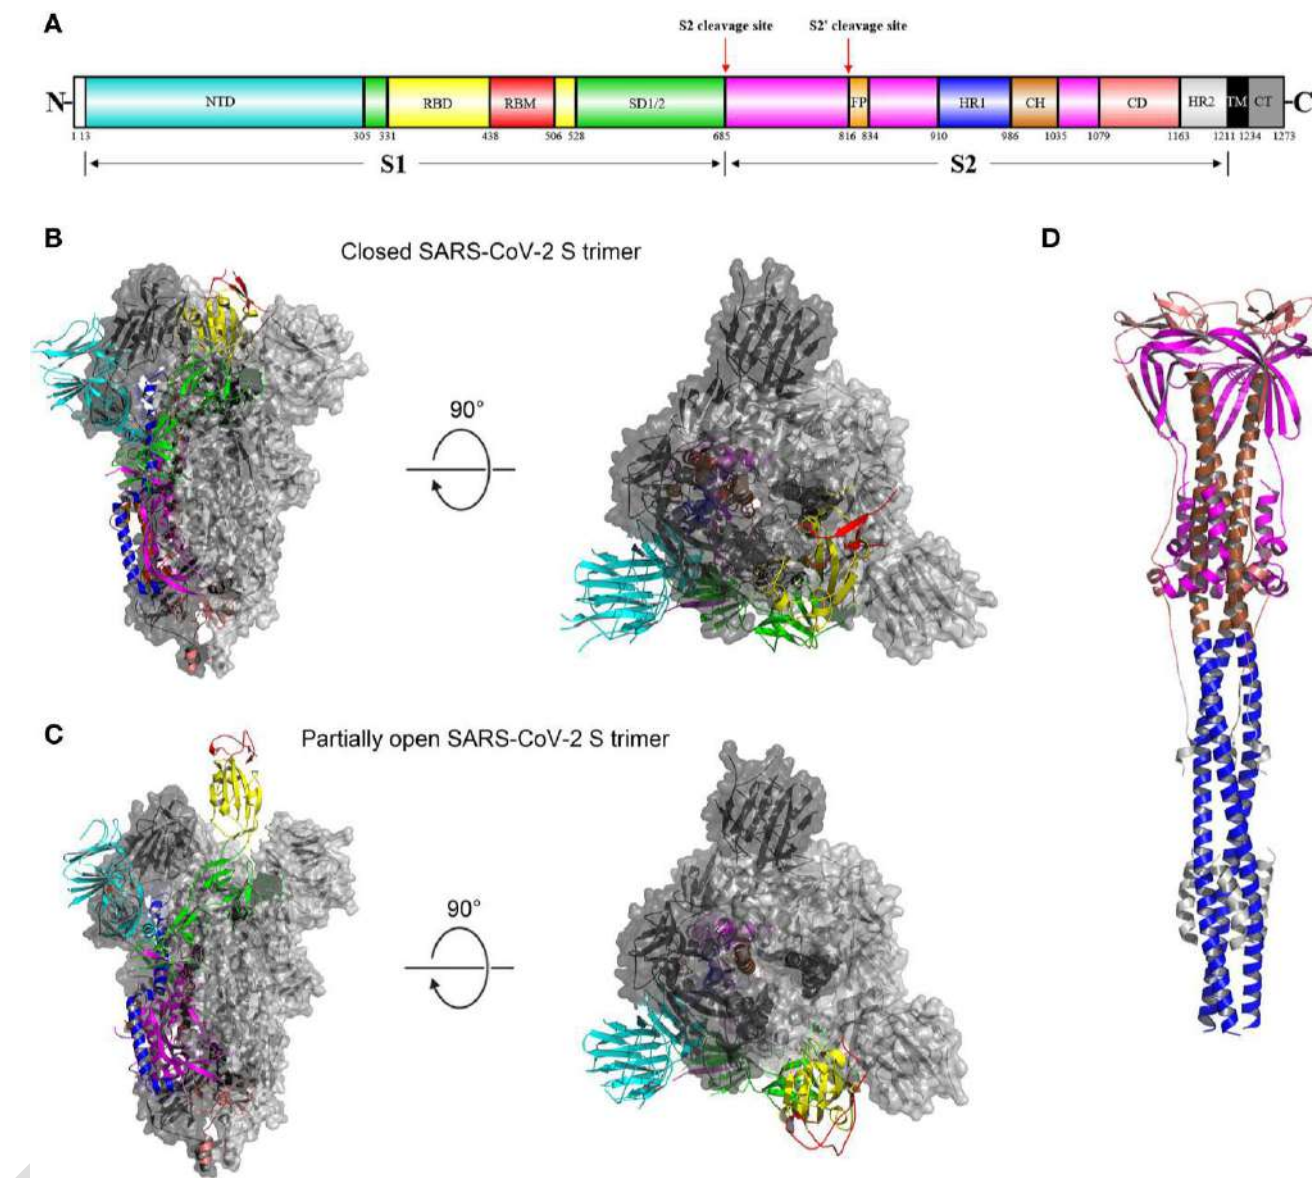 A
S2 cleavage site S2' cleavage site
N NTD RBD RBM SD1/2 FP HR1 CH CD HR2 TM CT C
1 13 305 331 438 506 528 685 816 834 910 986 1035 1079 1163 1211 1234 1273
S1 S2
B D
Closed SARS-CoV-2 S trimer
90°
C
Partially open SARS-CoV-2 S trimer
90°